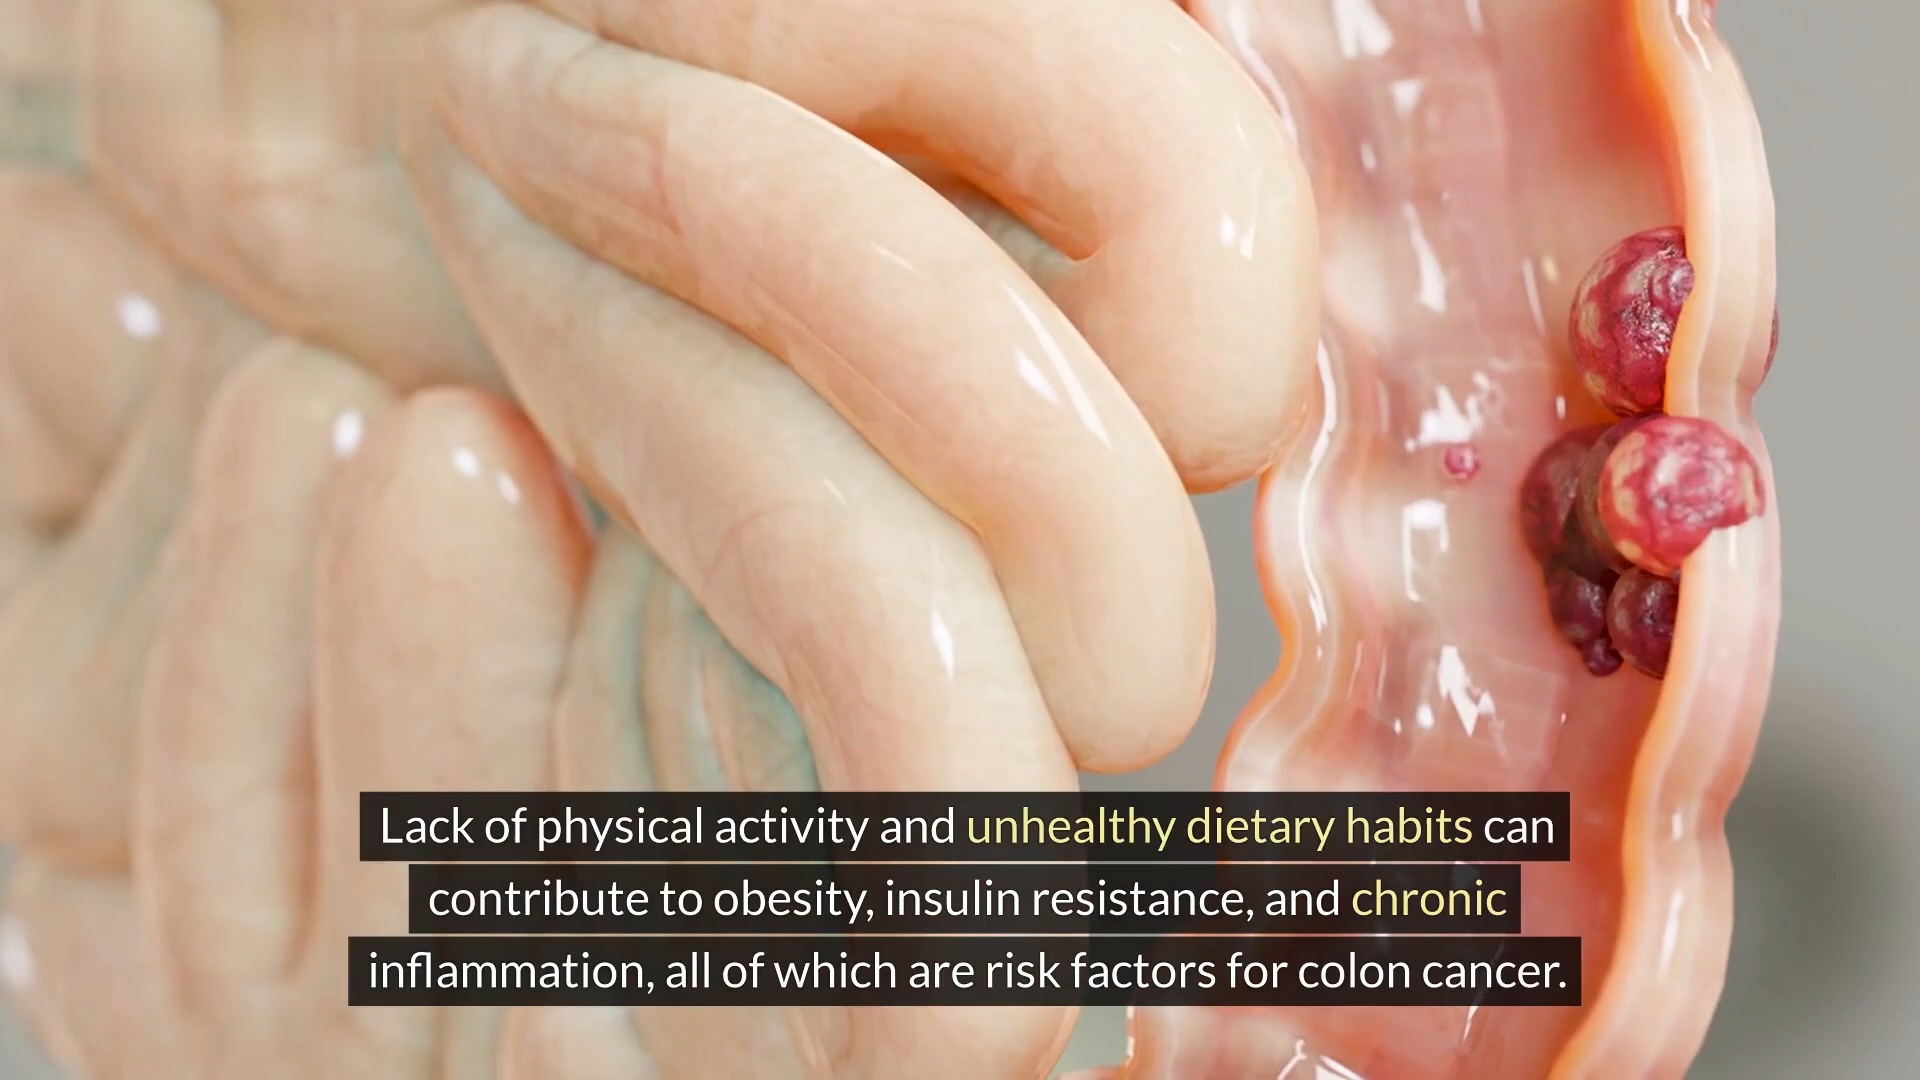 Lack of physical activity and unhealthy dietary habits can
contribute to obesity, insulin resistance, and chronic
inflammation, all of which are risk factors for colon cancer.